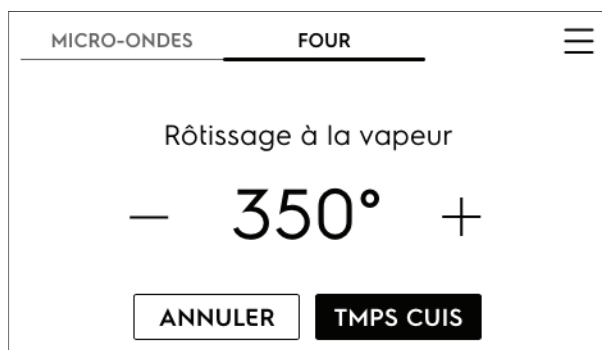 MICRO-ONDES FOUR
Rôtissage à la vapeur
— 350° +
ANNULER TMPS CUIS